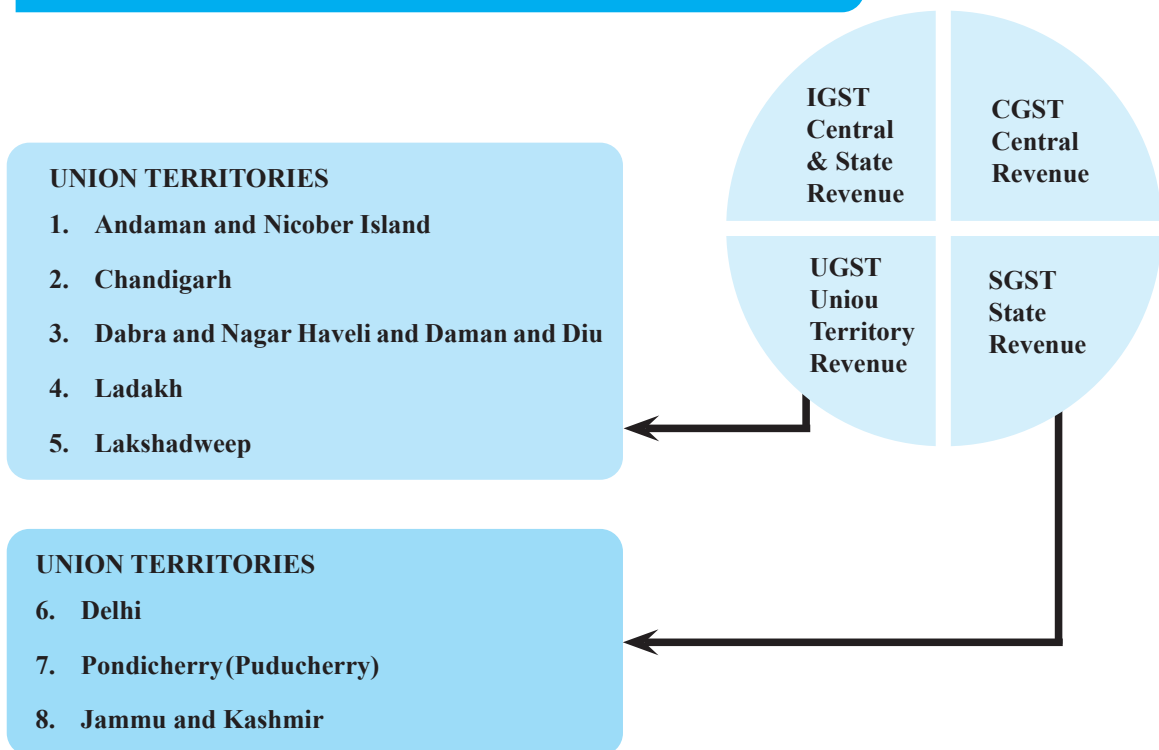 IGST
Central
& State
Revenue
CGST
Central
Revenue
UGST
Uniou
Territory
Revenue
SGST
State
Revenue
UNION TERRITORIES
1. Andaman and Nicober Island
2. Chandigarh
3. Dabra and Nagar Haveli and Daman and Diu
4. Ladakh
5. Lakshadweep
UNION TERRITORIES
6. Delhi
7. Pondicherry (Puducherry)
8. Jammu and Kashmir